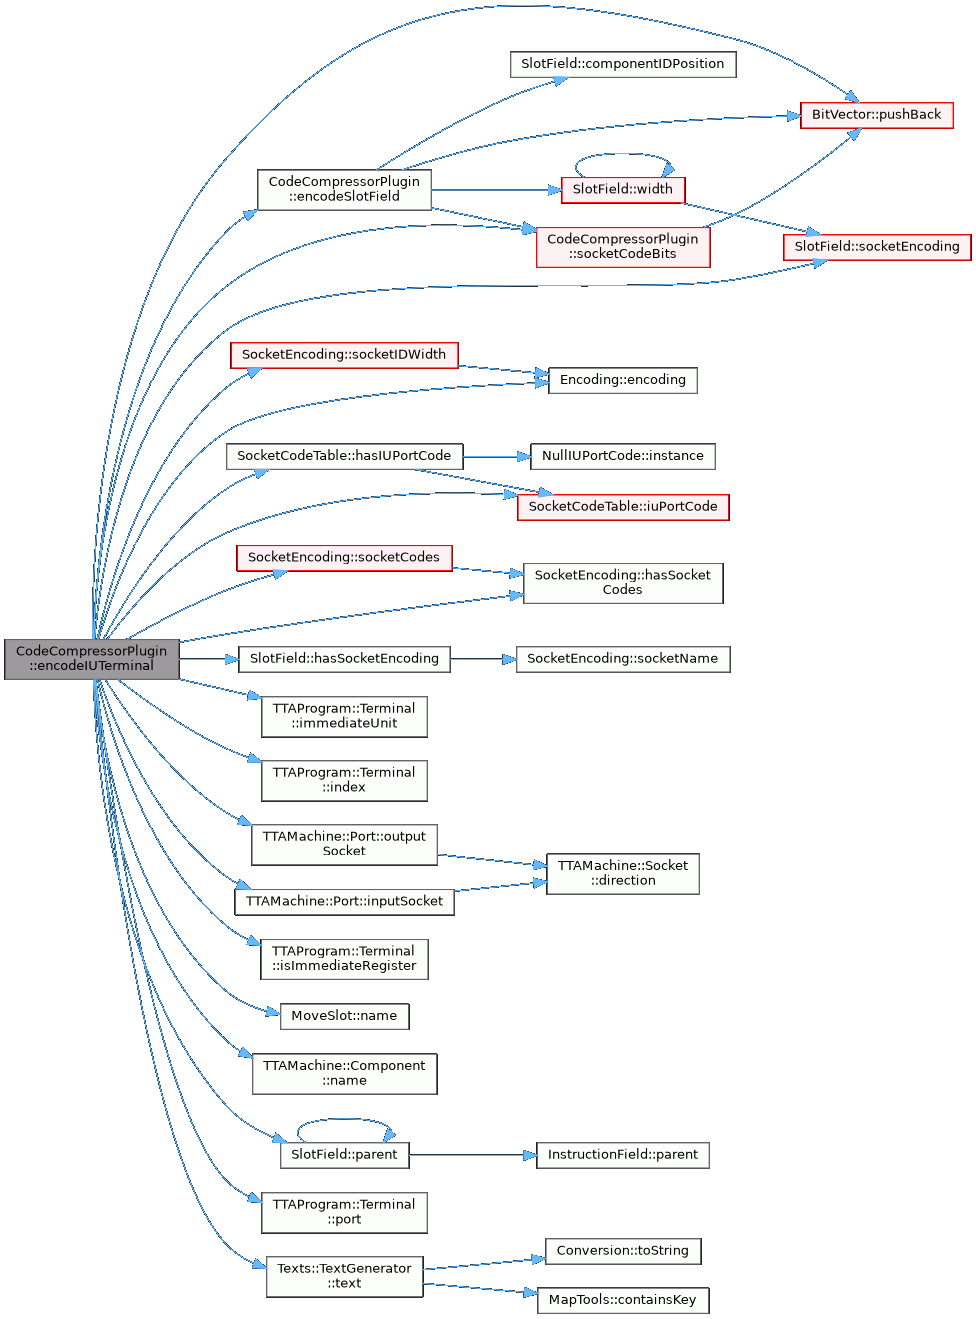 SlotField::componentIDPosition
BitVector::pushBack
CodeCompressorPlugin
::encodeSlotField
SlotField::width
CodeCompressorPlugin
::socketCodeBits
SlotField::socketEncoding
SocketEncoding::socketIDWidth
Encoding::encoding
SocketCodeTable::hasIUPortCode
NullIUPortCode::instance
SocketCodeTable::iuPortCode
SocketEncoding::socketCodes
SocketEncoding::hasSocket
Codes
CodeCompressorPlugin
::encodeIUTerminal
SlotField::hasSocketEncoding
SocketEncoding::socketName
TTAProgram::Terminal
::immediateUnit
TTAProgram::Terminal
::index
TTAMachine::Port::output
Socket
TTAMachine::Socket
::direction
TTAMachine::Port::inputSocket
TTAProgram::Terminal
::isImmediateRegister
MoveSlot::name
TTAMachine::Component
::name
SlotField::parent
InstructionField::parent
TTAProgram::Terminal
::port
Texts::TextGenerator
::text
Conversion::toString
MapTools::containsKey